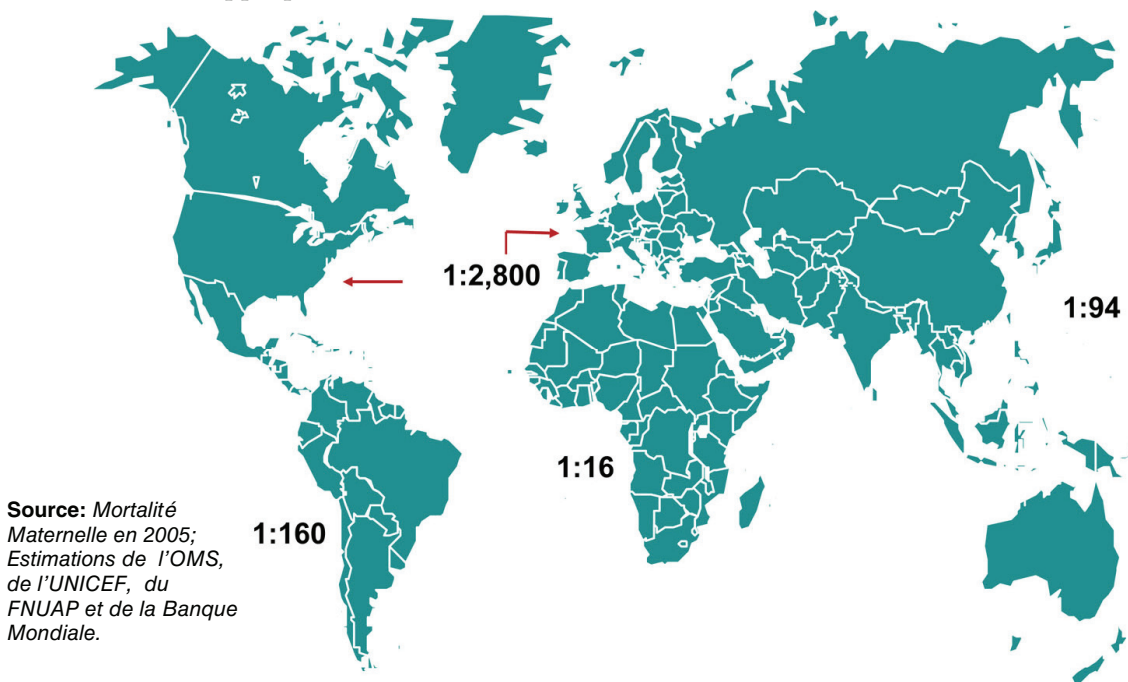 1:2,800
1:94
1:16
1:160
Source: Mortalité
Maternelle en 2005;
Estimations de l'OMS,
de l'UNICEF, du
FNUAP et de la Banque
Mondiale.